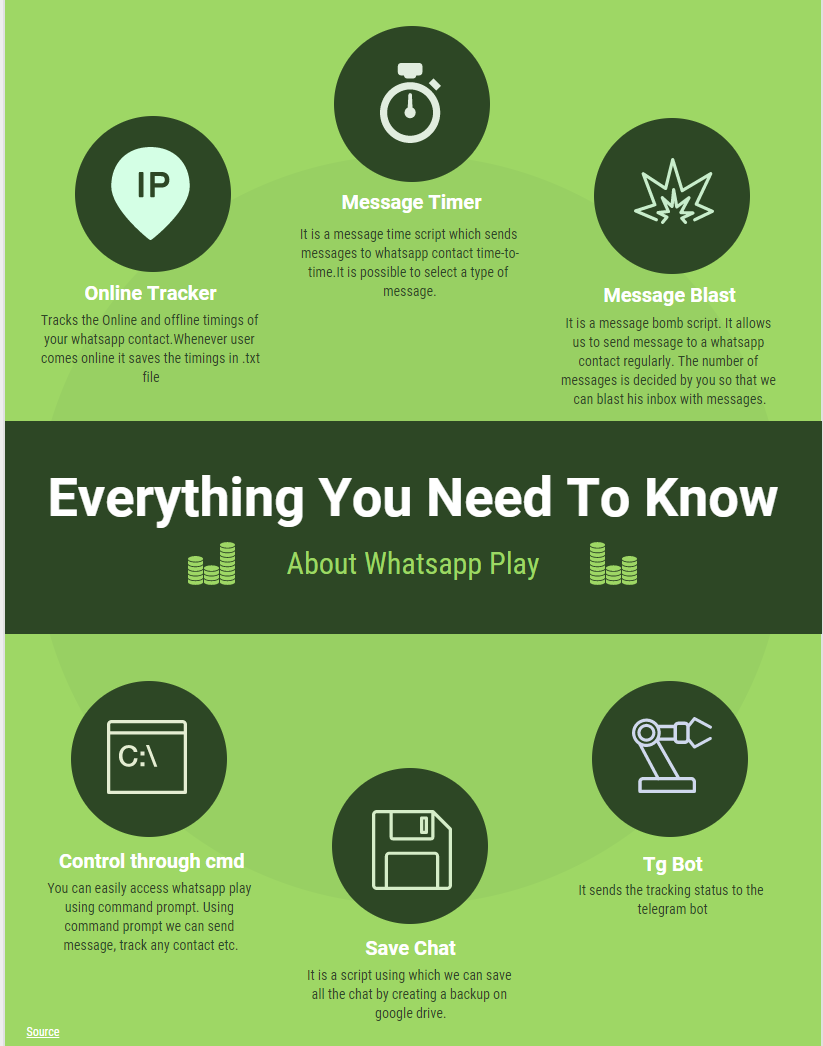 Message Timer
It is a message time script which sends
messages to whatsapp contact time-to-
time.It is possible to select a type of
message.
IP
Online Tracker
Tracks the Online and offline timings of
your whatsapp contact.Whenever user
comes online it saves the timings in .txt
file
Message Blast
It is a message bomb script. It allows
us to send message to a whatsapp
contact regularly. The number of
messages is decided by you so that we
can blast his inbox with messages.
Everything You Need To Know
About Whatsapp Play
C:\
Control through cmd
You can easily access whatsapp play
using command prompt. Using
command prompt we can send
message, track any contact etc.
Save Chat
It is a script using which we can save
all the chat by creating a backup on
google drive.
Tg Bot
It sends the tracking status to the
telegram bot
Source